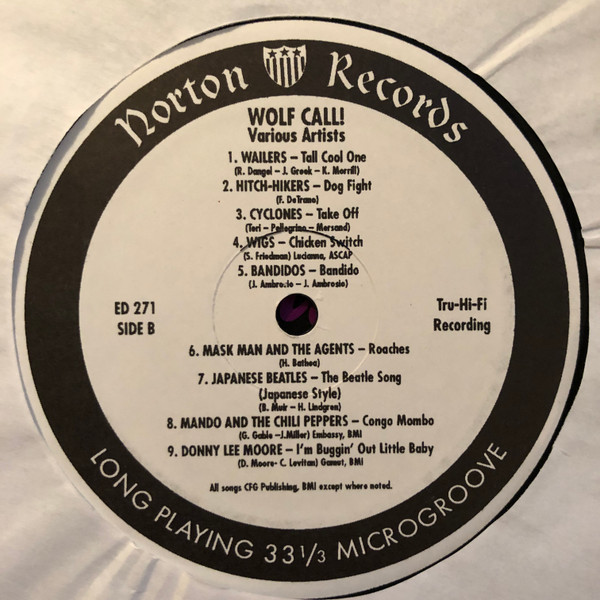 Norton Records
WOLF CALL!
Various Artists
1. WAILERS – Tall Cool One
(R. Dangel – J. Greek – K. Morrill)
2. HITCH-HIKERS – Dog Fight
(F. DeTrano)
3. CYCLONES – Take Off
(Tori – Pellegrino – Mersand)
4. WIGS – Chicken Switch
(S. Friedman) Lucianna, ASCAP
5. BANDIDOS – Bandido
(J. Ambrosio – J. Ambrosio)
ED 271
SIDE B
Tru-Hi-Fi
Recording
6. MASK MAN AND THE AGENTS – Roaches
(H. Bathea)
7. JAPANESE BEATLES – The Beatle Song
(Japanese Style)
(B. Muir – H. Lindgren)
8. MANDO AND THE CHILI PEPPERS – Congo Mombo
(G. Gable –J.Miller) Embassy, BMI
9. DONNY LEE MOORE – I'm Buggin' Out Little Baby
(D. Moore- C. Levitan) Gamut, BMI
All songs CFG Publishing, BMI except where noted.
LONG PLAYING 33 1/3 MICROGROOVE